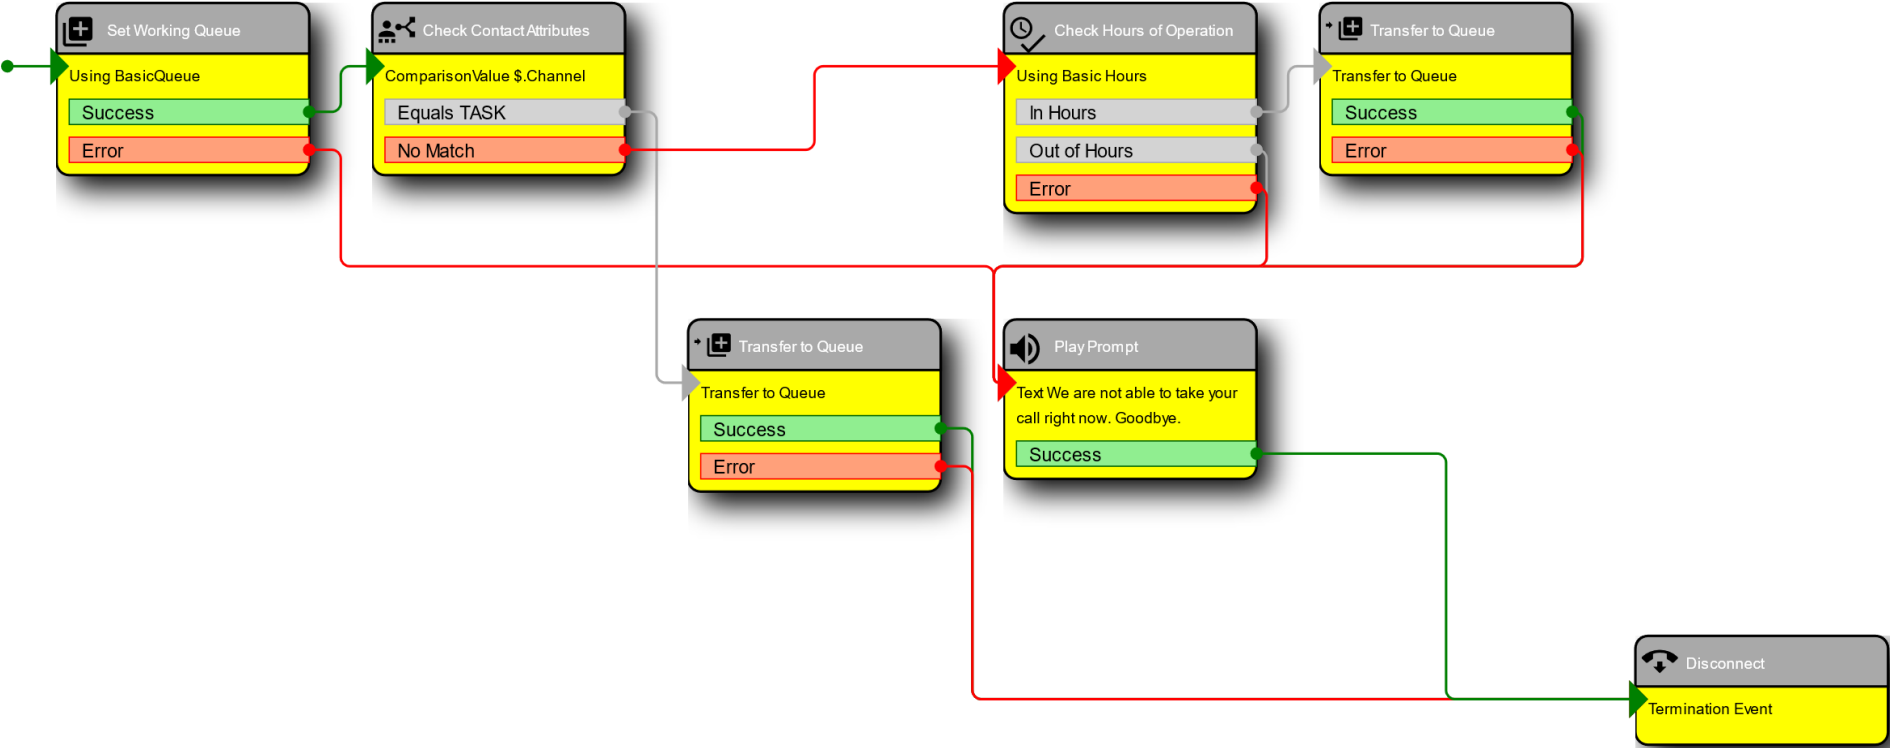 Set Working Queue
Using BasicQueue
Success
Error
Check Contact Attributes
ComparisonValue $.Channel
Equals TASK
No Match
Check Hours of Operation
Using Basic Hours
In Hours
Out of Hours
Error
Transfer to Queue
Transfer to Queue
Success
Error
Transfer to Queue
Transfer to Queue
Success
Error
Play Prompt
Text We are not able to take your
call right now. Goodbye.
Success
Disconnect
Termination Event